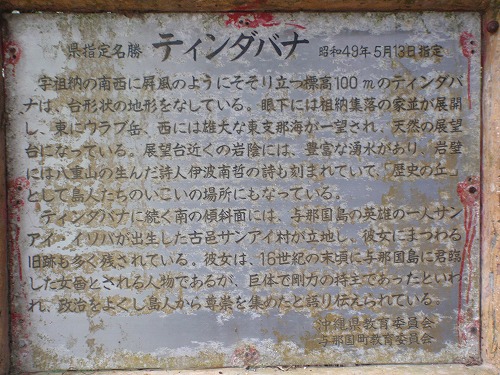 県指定名勝 ティンダバナ 昭和49年5月13日指定
宇祖納の南西に屏風のようにそそり立つ標高100mのティンダバ
ナは、台形状の地形をなしている。眼下には祖納集落の家並が展開
し、東にウラブ岳、西には雄大な東支那海が一望され、天然の展望
台になっている。展望台近くの岩陰には、豊富な湧水があり、岩壁
には八重山の生んだ詩人伊波南哲の詩も刻まれていて、「歴史の丘」
として島人たちのいこいの場所にもなっている。
ティンダバナに続く南の傾斜面には、与那国島の英雄の一人サン
アイ・イソバが出生した古邑サンアイ村が立地し、彼女にまつわる
旧跡も多く残されている。彼女は、16世紀の末頃に与那国島に君臨
した女酋とされる人物であるが、巨体で剛力の持主であったといわ
れ、政治をよくし島人から尊崇を集めたと語り伝えられている。
沖縄県教育委員会
与那国町教育委員会